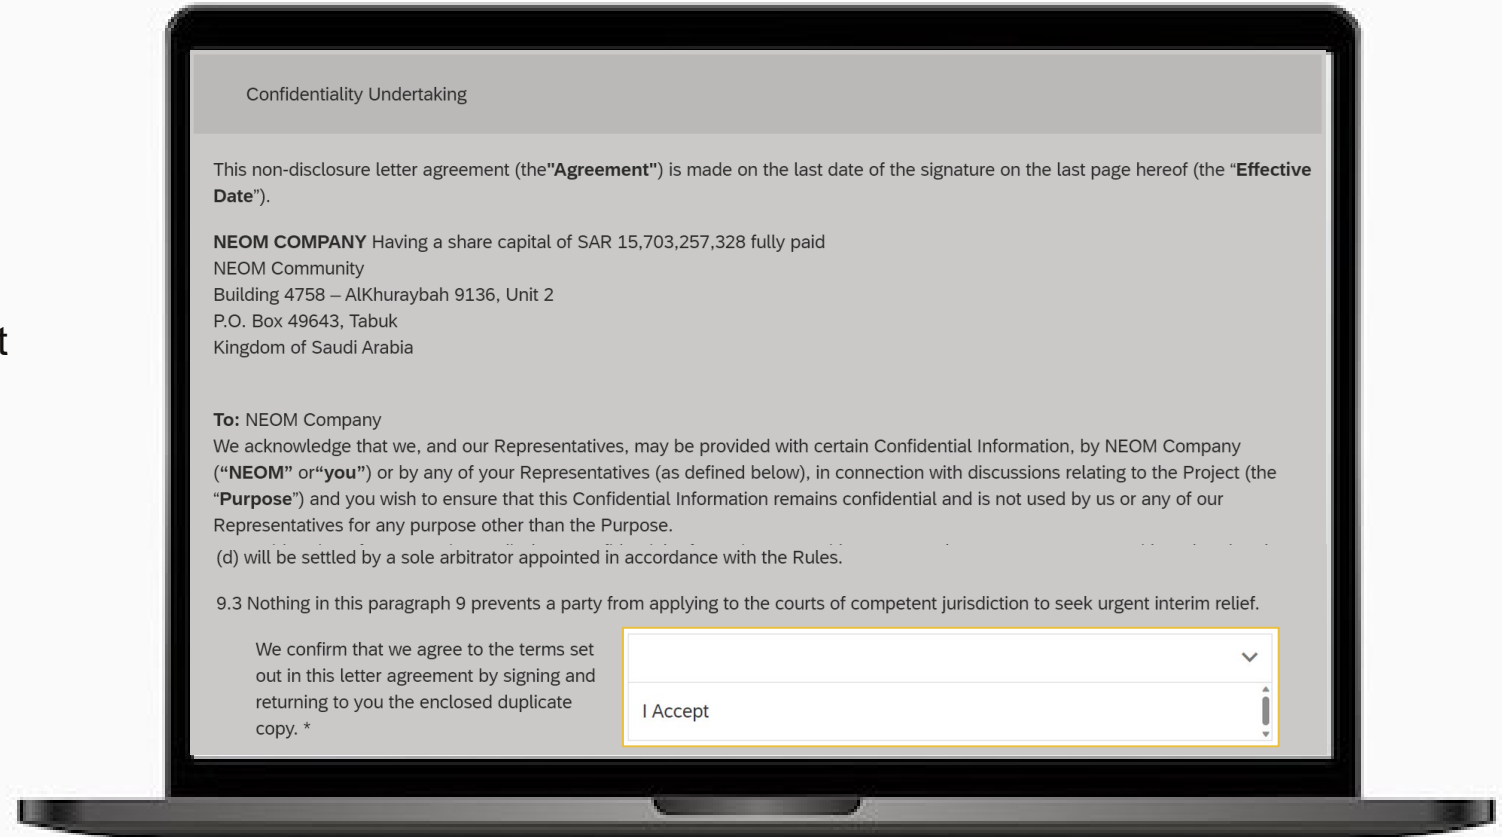 Confidentiality Undertaking
This non-disclosure letter agreement (the"Agreement") is made on the last date of the signature on the last page hereof (the “Effective
Date”).
NEOM COMPANY Having a share capital of SAR 15,703,257,328 fully paid
NEOM Community
Building 4758 – AlKhuraybah 9136, Unit 2
P.O. Box 49643, Tabuk
Kingdom of Saudi Arabia
t
To: NEOM Company
We acknowledge that we, and our Representatives, may be provided with certain Confidential Information, by NEOM Company
(“NEOM” or“you”) or by any of your Representatives (as defined below), in connection with discussions relating to the Project (the
“Purpose”) and you wish to ensure that this Confidential Information remains confidential and is not used by us or any of our
Representatives for any purpose other than the Purpose.
(d) will be settled by a sole arbitrator appointed in accordance with the Rules.
9.3 Nothing in this paragraph 9 prevents a party from applying to the courts of competent jurisdiction to seek urgent interim relief.
We confirm that we agree to the terms set
out in this letter agreement by signing and
returning to you the enclosed duplicate
copy. *
I Accept